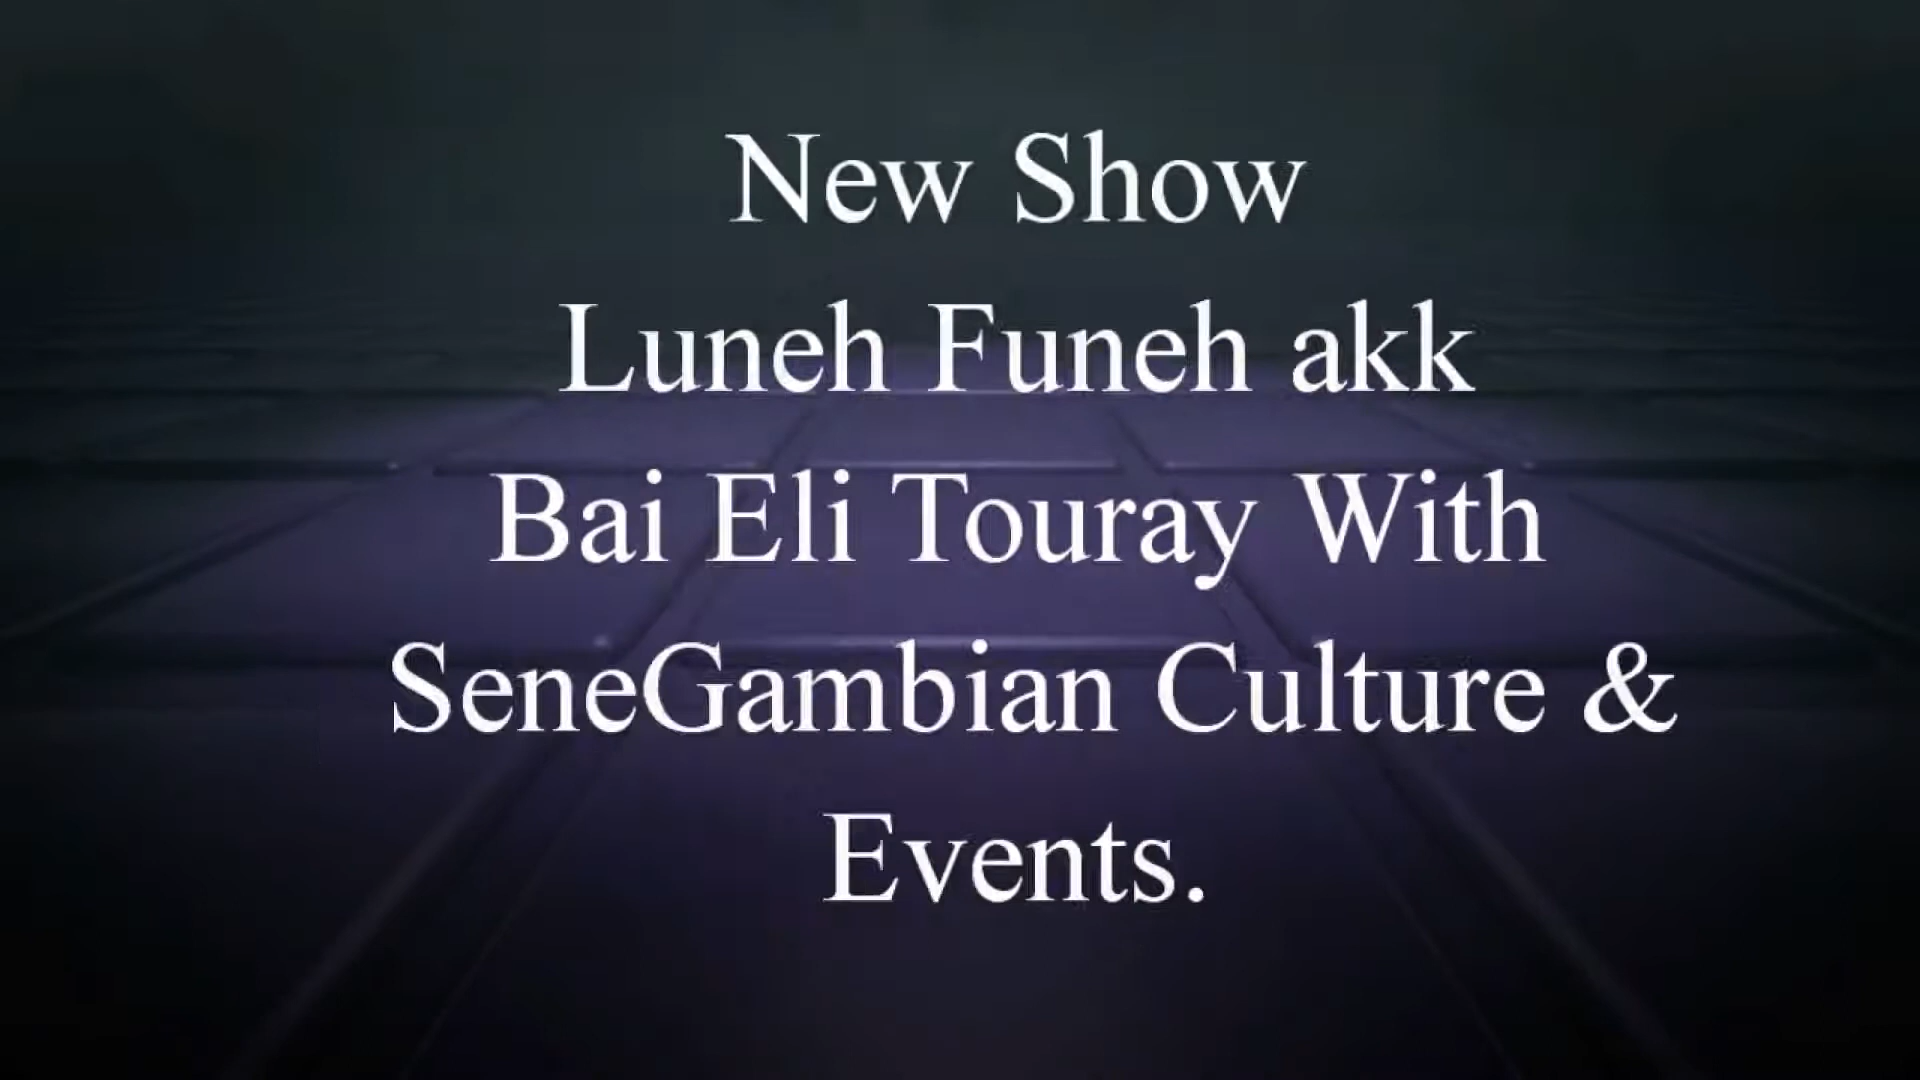 New Show
Luneh Funeh akk
Bai Eli Touray With
SeneGambian Culture &
Events.